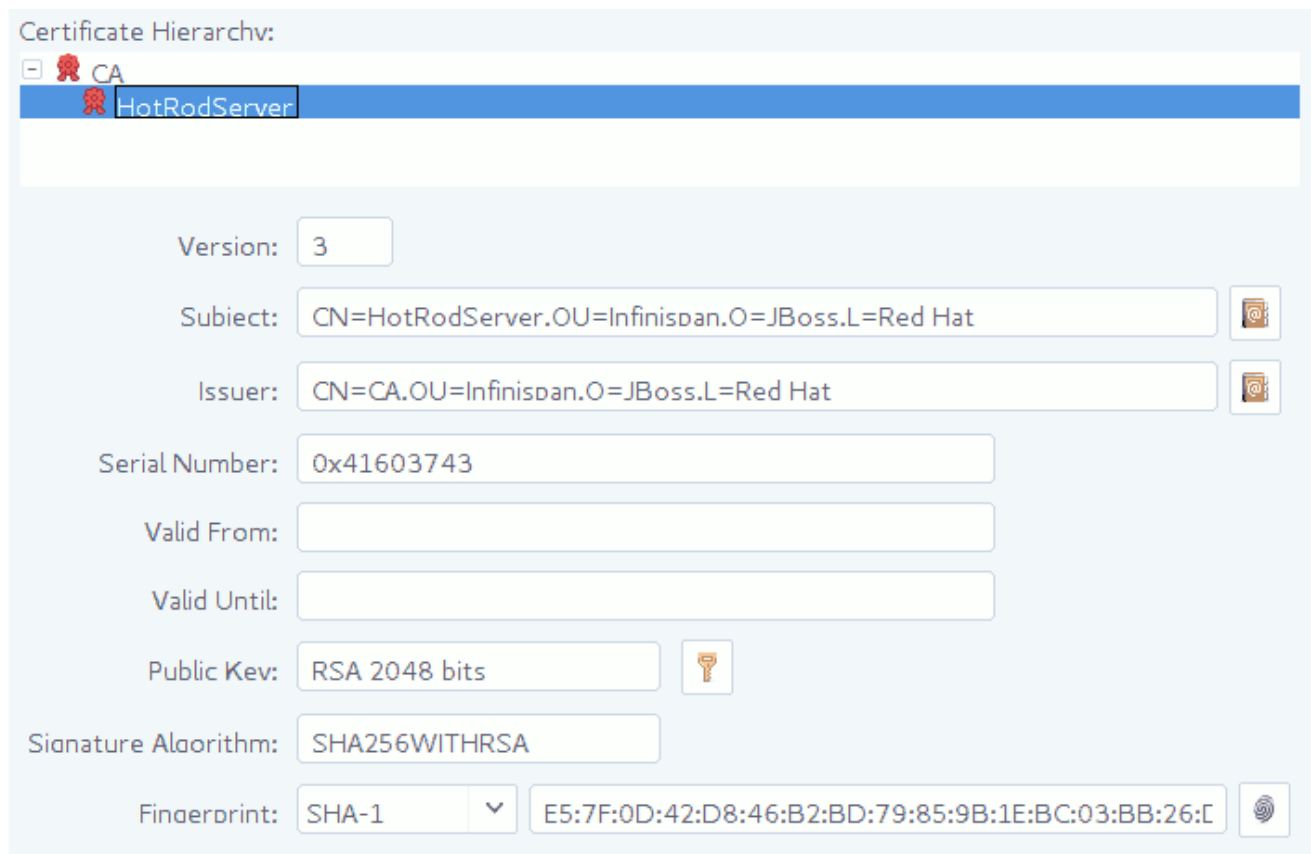 Certificate Hierarchy:
CA
HotRodServer
Version: 3
Subject: CN=HotRodServer,OU=Infinispan,O=JBoss,L=Red Hat
Issuer: CN=CA,OU=Infinispan,O=JBoss,L=Red Hat
Serial Number: 0x41603743
Valid From:
Valid Until:
Public Key: RSA 2048 bits
Signature Algorithm: SHA256WITHRSA
Fingerprint: SHA-1 E5:7F:0D:42:D8:46:B2:BD:79:85:9B:1E:BC:03:BB:26: